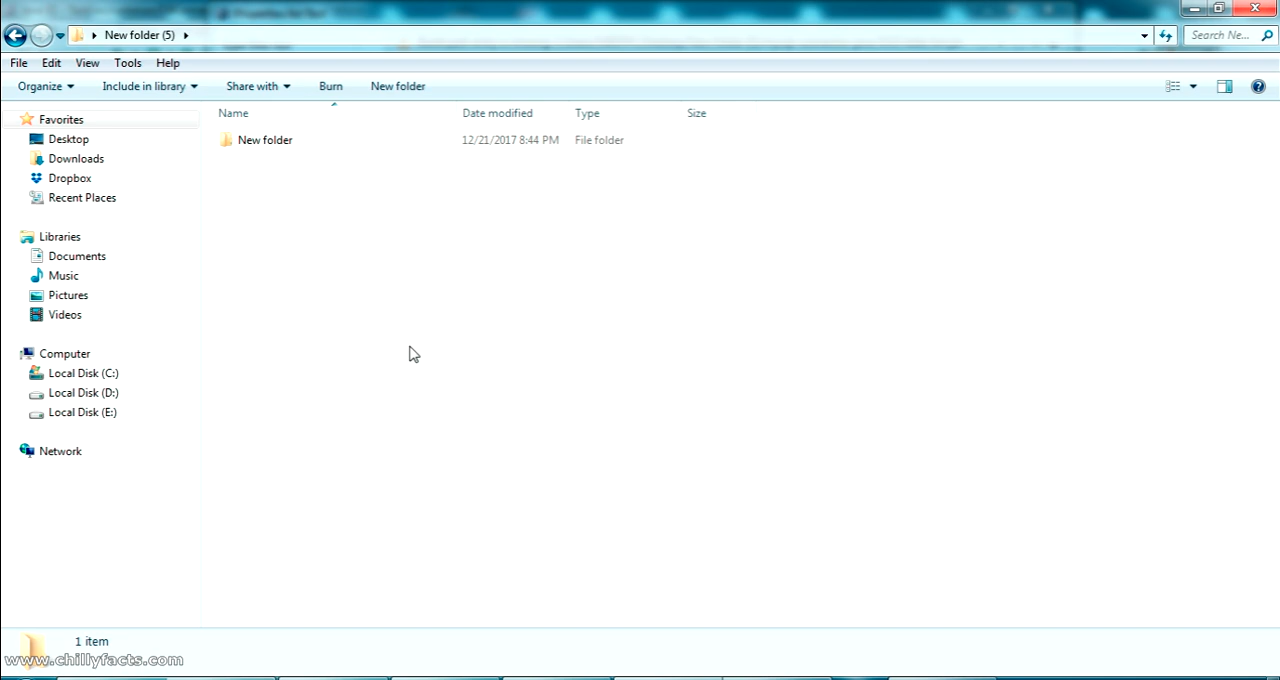 New folder (5)
Search Ne...
File Edit View Tools Help
Organize Include in library Share with Burn New folder
Name Date modified Type Size
New folder 12/21/2017 8:44 PM File folder
Favorites
Desktop
Downloads
Dropbox
Recent Places
Libraries
Documents
Music
Pictures
Videos
Computer
Local Disk (C:)
Local Disk (D:)
Local Disk (E:)
Network
1 item
www.chillyfacts.com